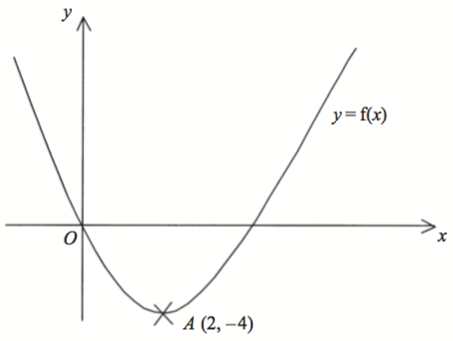 y
y = f(x)
O
x
A (2, −4)